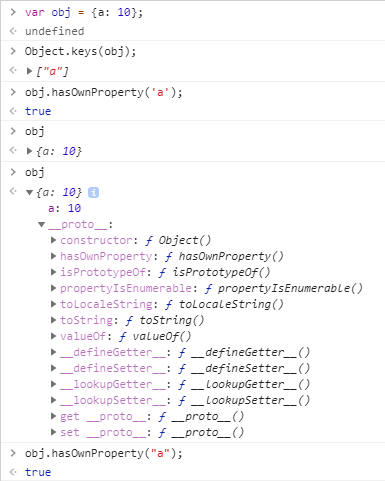 > var obj = {a: 10};
< undefined
> Object.keys(obj);
< ▶ ["a"]
> obj.hasOwnProperty('a');
< true
> obj
< ▶ {a: 10}
> obj
< ▼ {a: 10} i
a: 10
▼ __proto__:
▶ constructor: ƒ Object()
▶ hasOwnProperty: ƒ hasOwnProperty()
▶ isPrototypeOf: ƒ isPrototypeOf()
▶ propertyIsEnumerable: ƒ propertyIsEnumerable()
▶ toLocaleString: ƒ toLocaleString()
▶ toString: ƒ toString()
▶ valueOf: ƒ valueOf()
▶ __defineGetter__: ƒ __defineGetter__()
▶ __defineSetter__: ƒ __defineSetter__()
▶ __lookupGetter__: ƒ __lookupGetter__()
▶ __lookupSetter__: ƒ __lookupSetter__()
▶ get __proto__: ƒ __proto__()
▶ set __proto__: ƒ __proto__()
> obj.hasOwnProperty("a");
< true